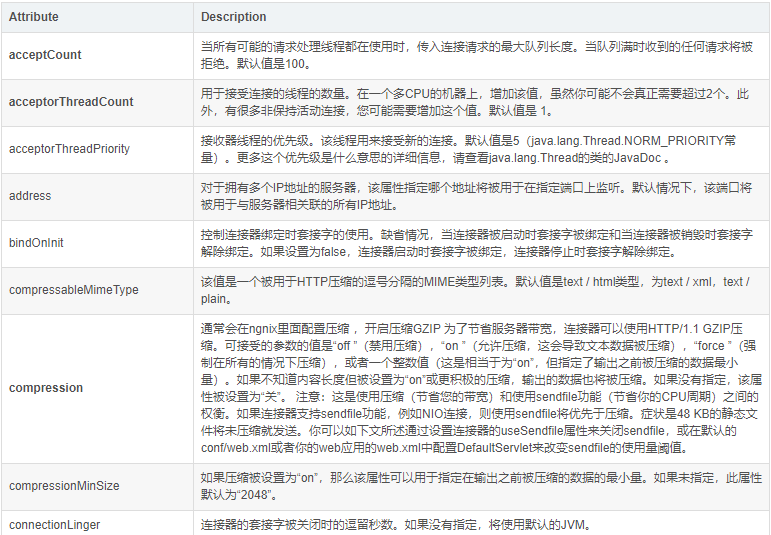 Attribute Description
acceptCount
当所有可能的请求处理线程都在使用时，传入连接请求的最大队列长度。当队列满时收到的任何请求将被
拒绝。默认值是100。
acceptorThreadCount
用于接受连接的线程的数量。在一个多CPU的机器上，增加该值，虽然你可能不会真正需要超过2个。此
外，有很多非保持活动连接，您可能需要增加这个值。默认值是 1。
acceptorThreadPriority
接收器线程的优先级。该线程用来接受新的连接。默认值是5（java.lang.Thread.NORM_PRIORITY常
量）。更多这个优先级是什么意思的详细信息，请查看java.lang.Thread的类的JavaDoc 。
address
对于拥有多个IP地址的服务器，该属性指定哪个地址将被用于在指定端口上监听。默认情况下，该端口将
被用于与服务器相关联的所有IP地址。
bindOnInit
控制连接器绑定时套接字的使用。缺省情况，当连接器被启动时套接字被绑定和当连接器被销毁时套接字
解除绑定。如果设置为false，连接器启动时套接字被绑定，连接器停止时套接字解除绑定。
compressableMimeType
该值是一个被用于HTTP压缩的逗号分隔的MIME类型列表。默认值是text / html类型，为text / xml，text /
plain。
compression
通常会在ngnix里面配置压缩 ，开启压缩GZIP 为了节省服务器带宽，连接器可以使用HTTP/1.1 GZIP压
缩。可接受的参数的值是“off ”（禁用压缩），“on ”（允许压缩，这会导致文本数据被压缩），“force ”（强
制在所有的情况下压缩），或者一个整数值（这是相当于为“on”，但指定了输出之前被压缩的数据最小
量）。如果不知道内容长度但被设置为“on”或更积极的压缩，输出的数据也将被压缩。如果没有指定，该属
性被设置为“关”。 注意：这是使用压缩（节省您的带宽）和使用sendfile功能（节省你的CPU周期）之间的
权衡。如果连接器支持sendfile功能，例如NIO连接，则使用sendfile将优先于压缩。症状是48 KB的静态文
件将未压缩就发送。你可以如下文所述通过设置连接器的useSendfile属性来关闭sendfile，或在默认的
conf/web.xml或者你的web应用的web.xml中配置DefaultServlet来改变sendfile的使用量阈值。
compressionMinSize
如果压缩被设置为“on”，那么该属性可以用于指定在输出之前被压缩的数据的最小量。如果未指定，此属性
默认为“2048”。
connectionLinger
连接器的套接字被关闭时的逗留秒数。如果没有指定，将使用默认的JVM。